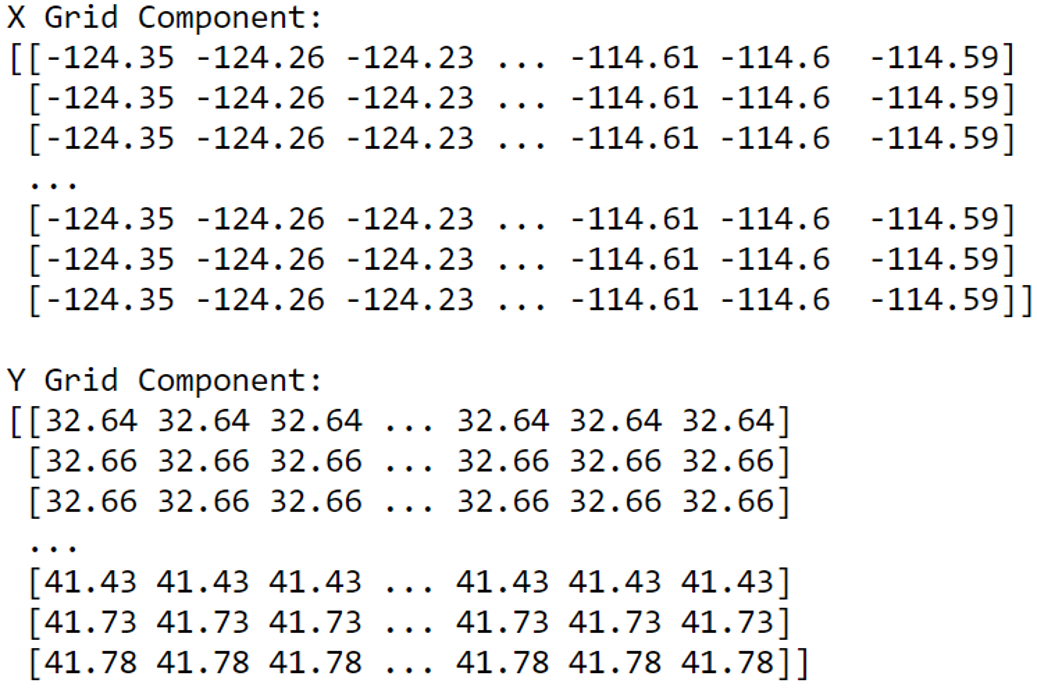 X Grid Component:
[[-124.35 -124.26 -124.23 ... -114.61 -114.6  -114.59]
 [-124.35 -124.26 -124.23 ... -114.61 -114.6  -114.59]
 [-124.35 -124.26 -124.23 ... -114.61 -114.6  -114.59]
 ...
 [-124.35 -124.26 -124.23 ... -114.61 -114.6  -114.59]
 [-124.35 -124.26 -124.23 ... -114.61 -114.6  -114.59]
 [-124.35 -124.26 -124.23 ... -114.61 -114.6  -114.59]]

Y Grid Component:
[[32.64 32.64 32.64 ... 32.64 32.64 32.64]
 [32.66 32.66 32.66 ... 32.66 32.66 32.66]
 [32.66 32.66 32.66 ... 32.66 32.66 32.66]
 ...
 [41.43 41.43 41.43 ... 41.43 41.43 41.43]
 [41.73 41.73 41.73 ... 41.73 41.73 41.73]
 [41.78 41.78 41.78 ... 41.78 41.78 41.78]]